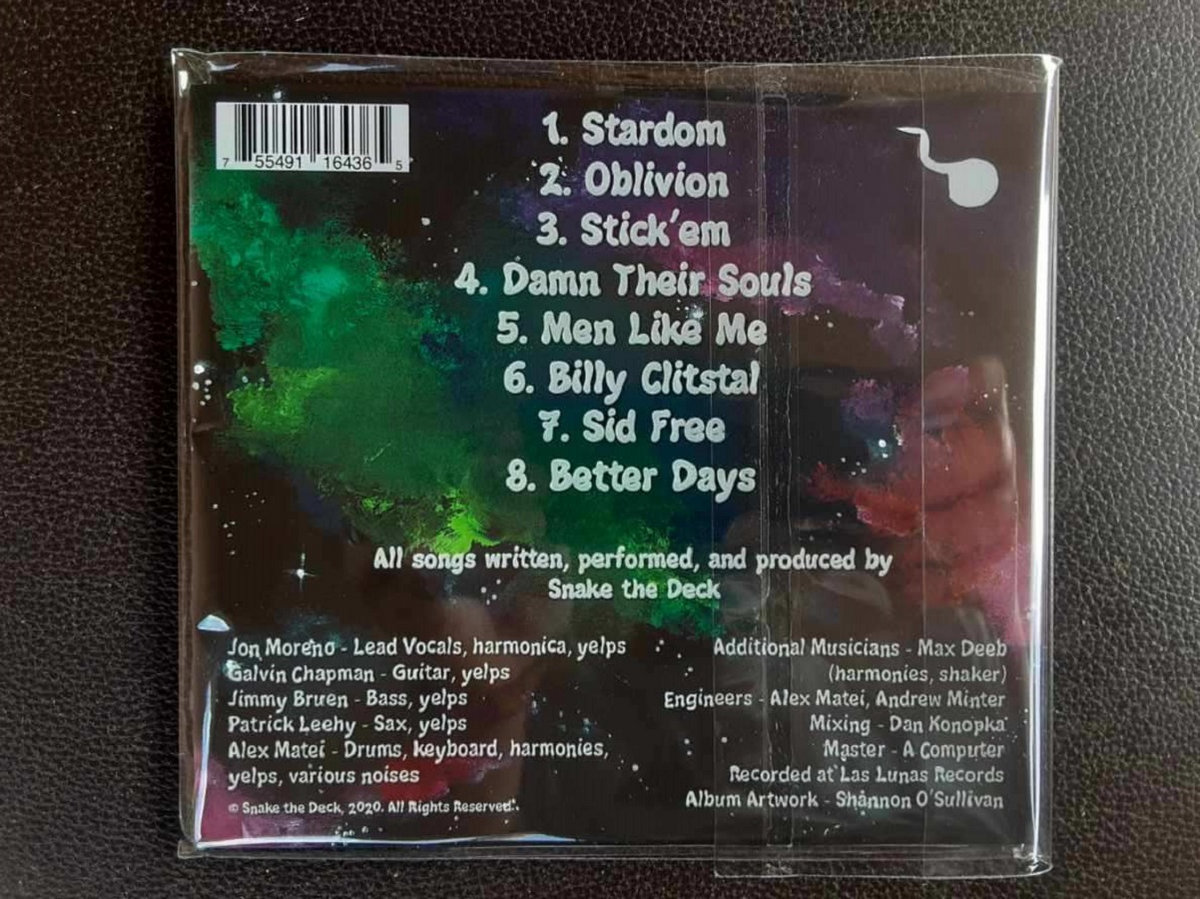 7 55491 16436 5
1. Stardom
2. Oblivion
3. Stick'em
4. Damn Their Souls
5. Men Like Me
6. Billy Clitstal
7. Sid Free
8. Better Days
All songs written, performed, and produced by
Snake the Deck
Jon Moreno - Lead Vocals, harmonica, yelps
Galvin Chapman - Guitar, yelps
Jimmy Bruen - Bass, yelps
Patrick Leehy - Sax, yelps
Alex Matei - Drums, keyboard, harmonies,
yelps, various noises
© Snake the Deck, 2020. All Rights Reserved.
Additional Musicians - Max Deeb
(harmonies, shaker)
Engineers - Alex Matei, Andrew Minter
Mixing - Dan Konopka
Master - A Computer
Recorded at Las Lunas Records
Album Artwork - Shannon O'Sullivan